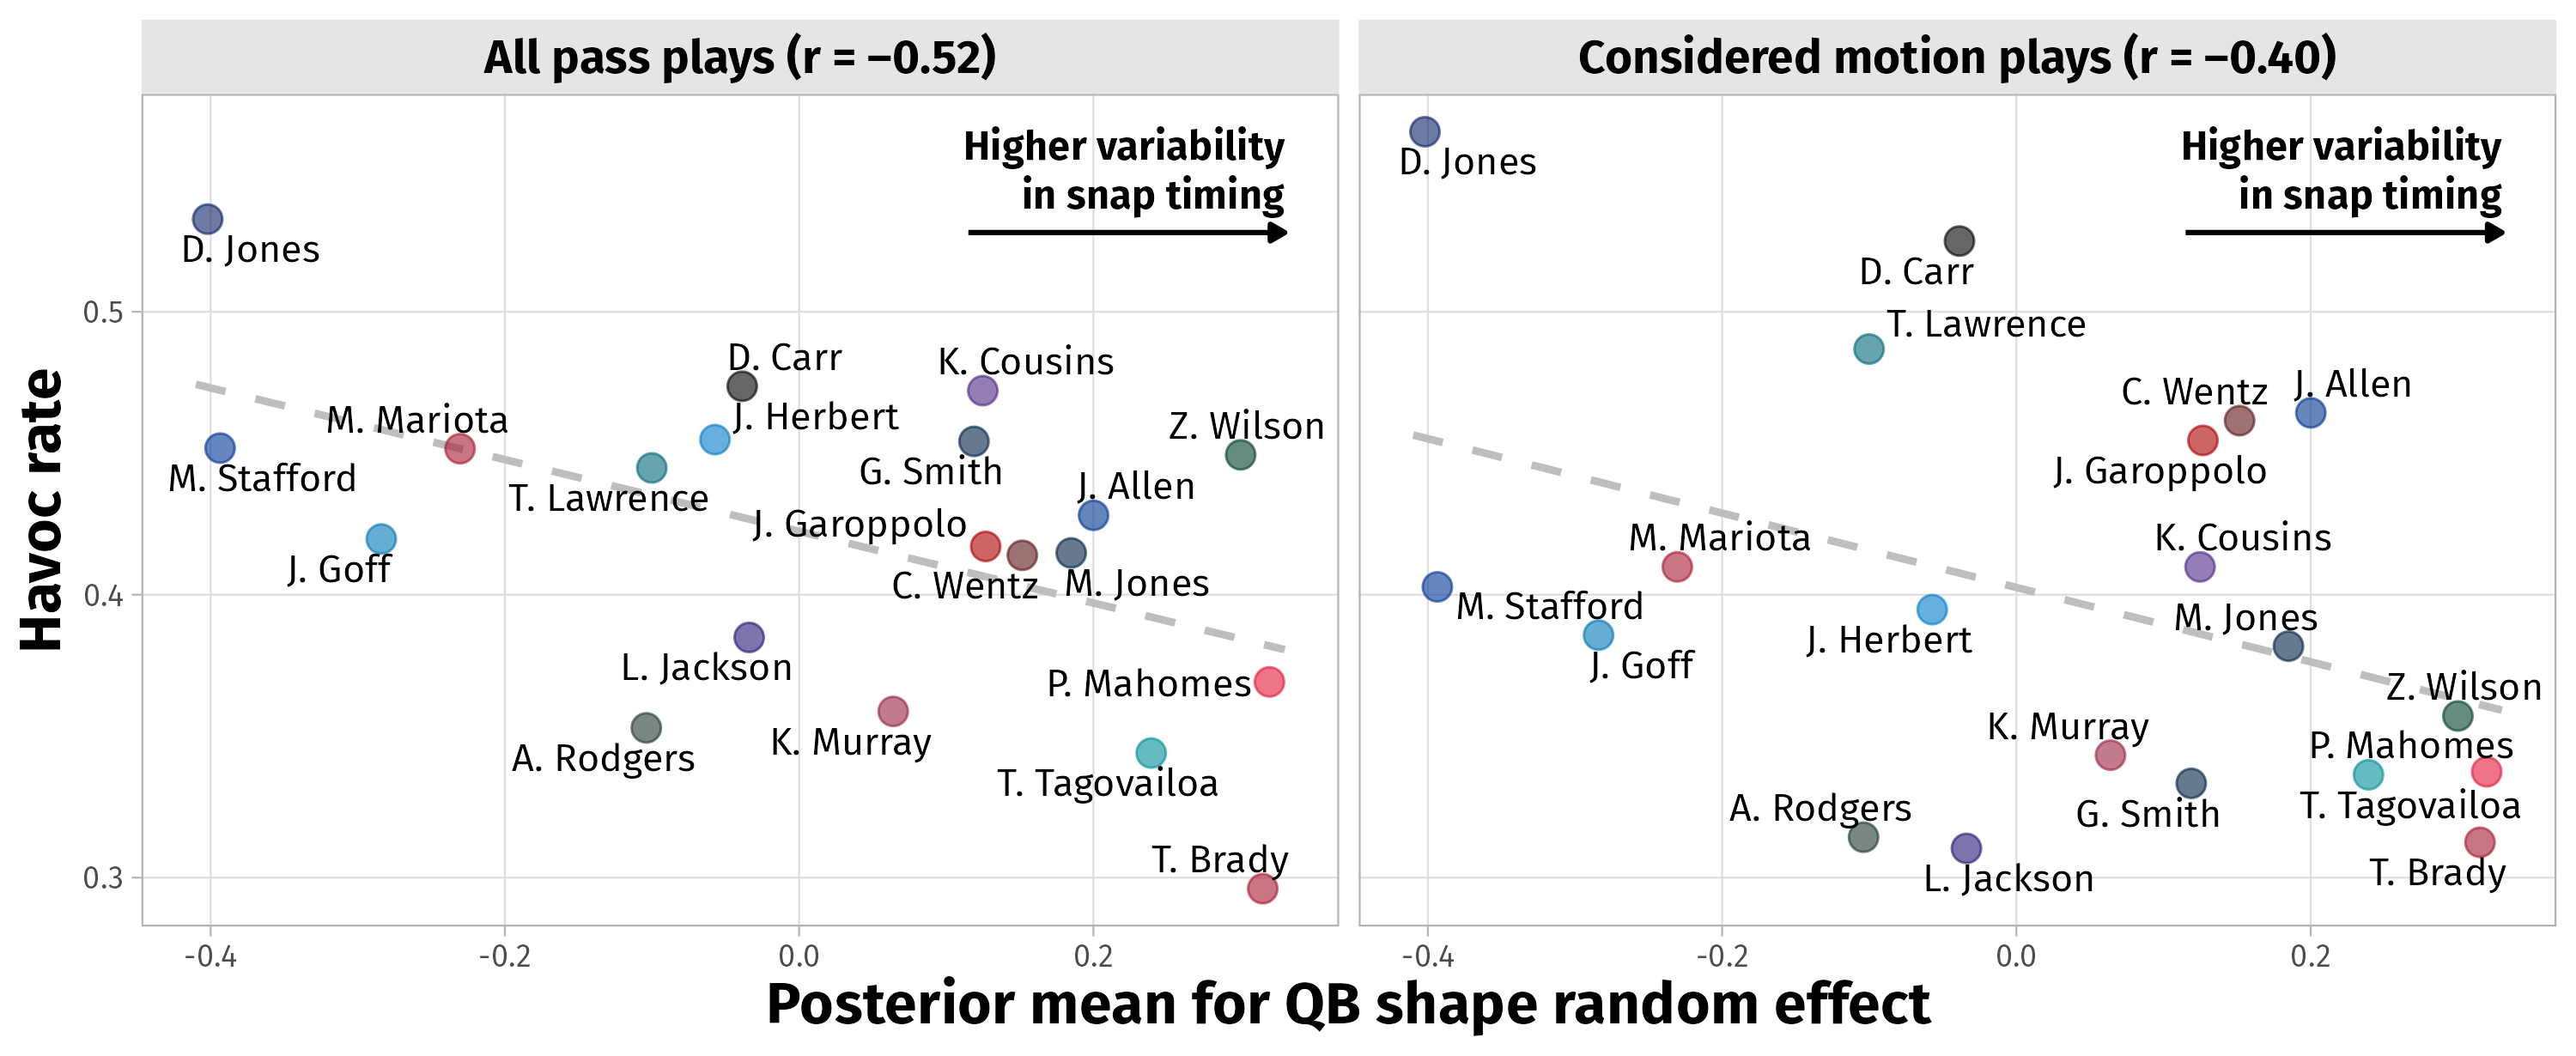 All pass plays (r = −0.52)
Considered motion plays (r = −0.40)
Havoc rate
0.5
0.4
0.3
Higher variability
in snap timing
D. Jones
D. Carr
K. Cousins
M. Mariota
J. Herbert
Z. Wilson
M. Stafford
G. Smith
T. Lawrence
J. Allen
J. Garoppolo
J. Goff
C. Wentz
M. Jones
L. Jackson
P. Mahomes
A. Rodgers
K. Murray
T. Tagovailoa
T. Brady
-0.4
-0.2
0.0
0.2
Higher variability
in snap timing
D. Jones
D. Carr
T. Lawrence
C. Wentz
J. Allen
J. Garoppolo
M. Mariota
K. Cousins
M. Stafford
M. Jones
J. Herbert
J. Goff
Z. Wilson
K. Murray
P. Mahomes
A. Rodgers
G. Smith
T. Tagovailoa
L. Jackson
T. Brady
-0.4
-0.2
0.0
0.2
Posterior mean for QB shape random effect